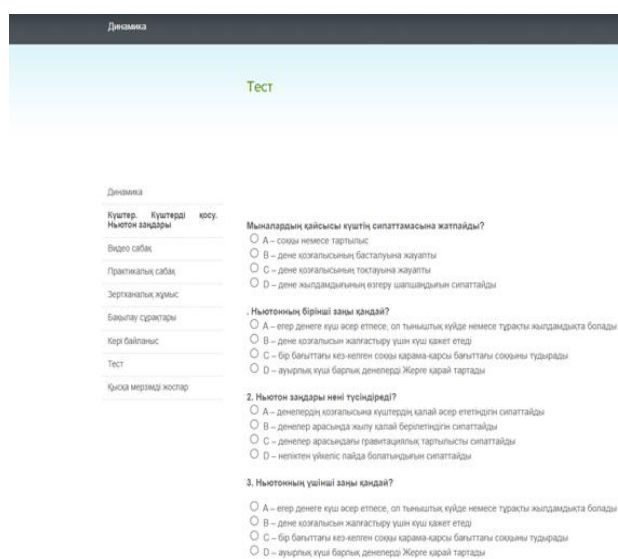 Динамика
Тест
Динамика
Күштер. Күштерді қосу.
Ньютон заңдары
Видео сабақ
Практикалық сабақ
Зертханалық жұмыс
Бақылау сұрақтары
Кері байланыс
Тест
Қысқа мерзімді жоспар
Мыналардың қайсысы күштің сипаттамасына жатпайды?
A – соққы немесе тартылыс
B – дене қозғалысының басталуына жауапты
C – дене қозғалысының тоқтауына жауапты
D – дене жылдамдығының өзгеру шапшаңдығын сипаттайды
. Ньютонның бірінші заңы қандай?
A – егер денеге күш әсер етпесе, ол тыныштық күйде немесе тұрақты жылдамдықта болады
B – дене қозғалысын жалғастыру үшін күш қажет етеді
C – бір бағыттағы кез-келген соққы қарама-қарсы бағыттағы соққыны тудырады
D – ауырлық күші барлық денелерді Жерге қарай тартады
2. Ньютон заңдары нені түсіндіреді?
A – денелердің қозғалысына күштердің қалай әсер ететіндігін сипаттайды
B – денелер арасында жылу қалай берілетіндігін сипаттайды
C – денелер арасындағы гравитациялық тартылысты сипаттайды
D – неліктен үйкеліс пайда болатындығын сипаттайды
3. Ньютонның үшінші заңы қандай?
A – егер денеге күш әсер етпесе, ол тыныштық күйде немесе тұрақты жылдамдықта болады
B – дене қозғалысын жалғастыру үшін күш қажет етеді
C – бір бағыттағы кез-келген соққы қарама-қарсы бағыттағы соққыны тудырады
D – ауырлық күші барлық денелерді Жерге қарай тартады